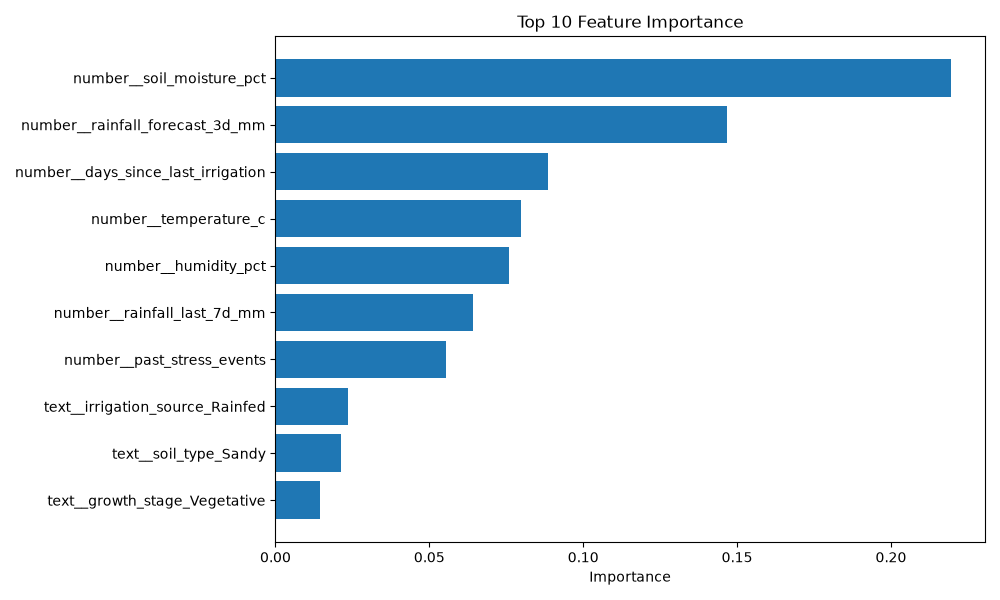 Top 10 Feature Importance
number__soil_moisture_pct
number__rainfall_forecast_3d_mm
number__days_since_last_irrigation
number__temperature_c
number__humidity_pct
number__rainfall_last_7d_mm
number__past_stress_events
text__irrigation_source_Rainfed
text__soil_type_Sandy
text__growth_stage_Vegetative
0.00 0.05 0.10 0.15 0.20
Importance